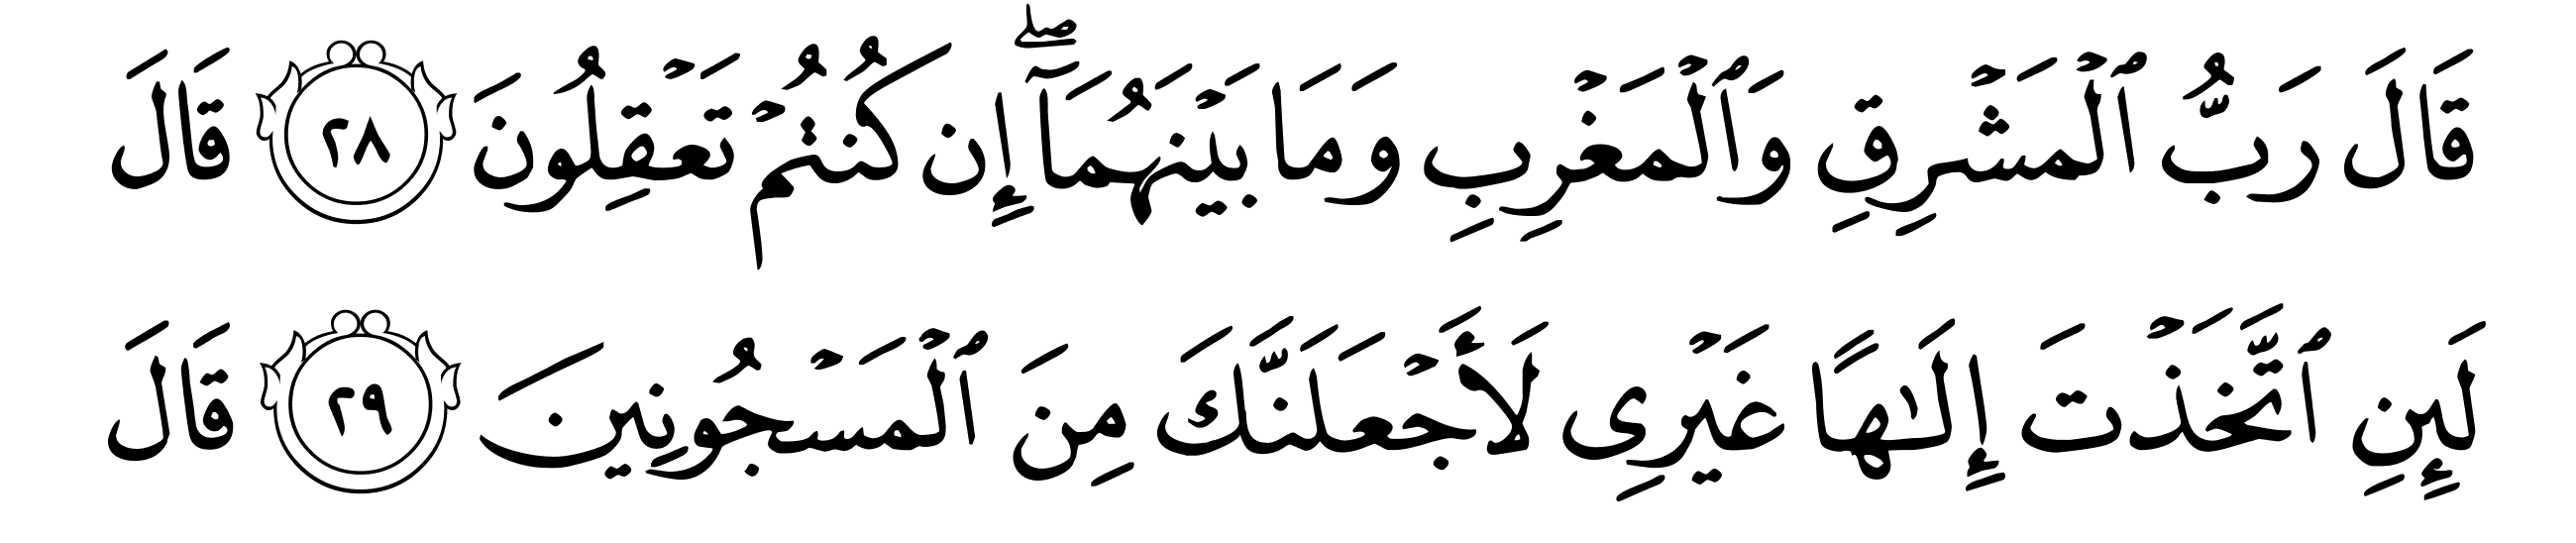 قَالَ رَبُّ ٱلْمَشْرِقِ وَٱلْمَغْرِبِ وَمَا بَيْنَهُمَآ ۖ إِن كُنتُمْ تَعْقِلُونَ ٢٨ قَالَ
لَئِنِ ٱتَّخَذْتَ إِلَـٰهًا غَيْرِى لَأَجْعَلَنَّكَ مِنَ ٱلْمَسْجُونِينَ ٢٩ قَالَ